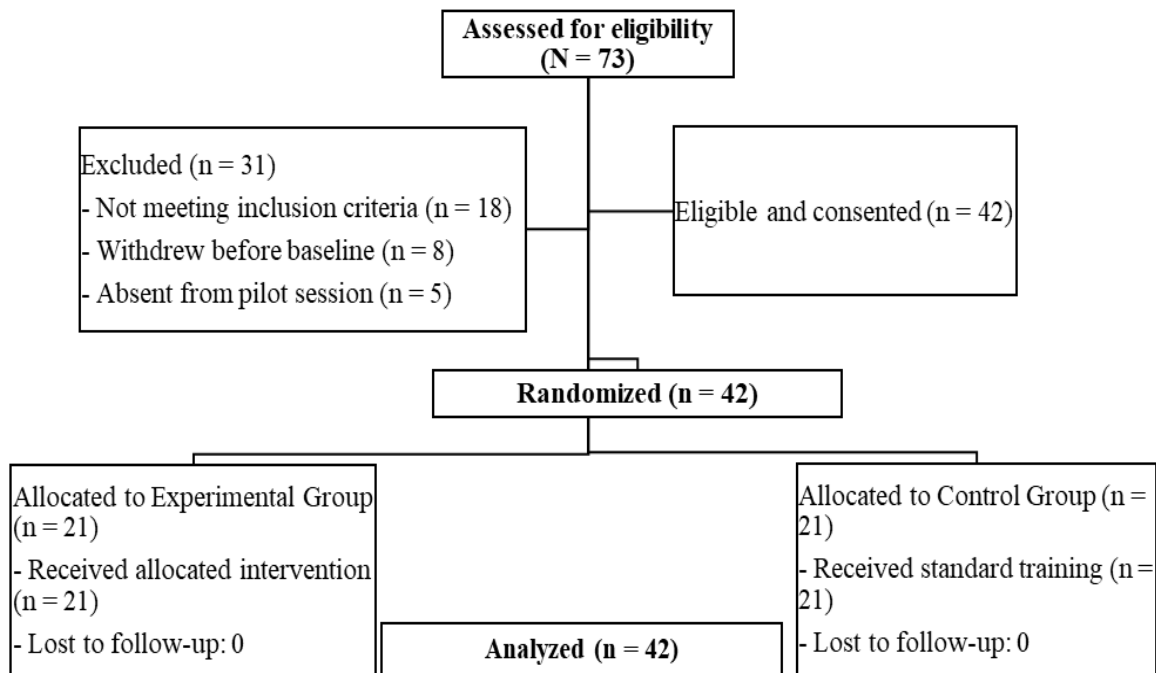 Assessed for eligibility
(N = 73)
Excluded (n = 31)
- Not meeting inclusion criteria (n = 18)
- Withdrew before baseline (n = 8)
- Absent from pilot session (n = 5)
Eligible and consented (n = 42)
Randomized (n = 42)
Allocated to Experimental Group
(n = 21)
- Received allocated intervention
(n = 21)
- Lost to follow-up: 0
Allocated to Control Group (n =
21)
- Received standard training (n =
21)
- Lost to follow-up: 0
Analyzed (n = 42)